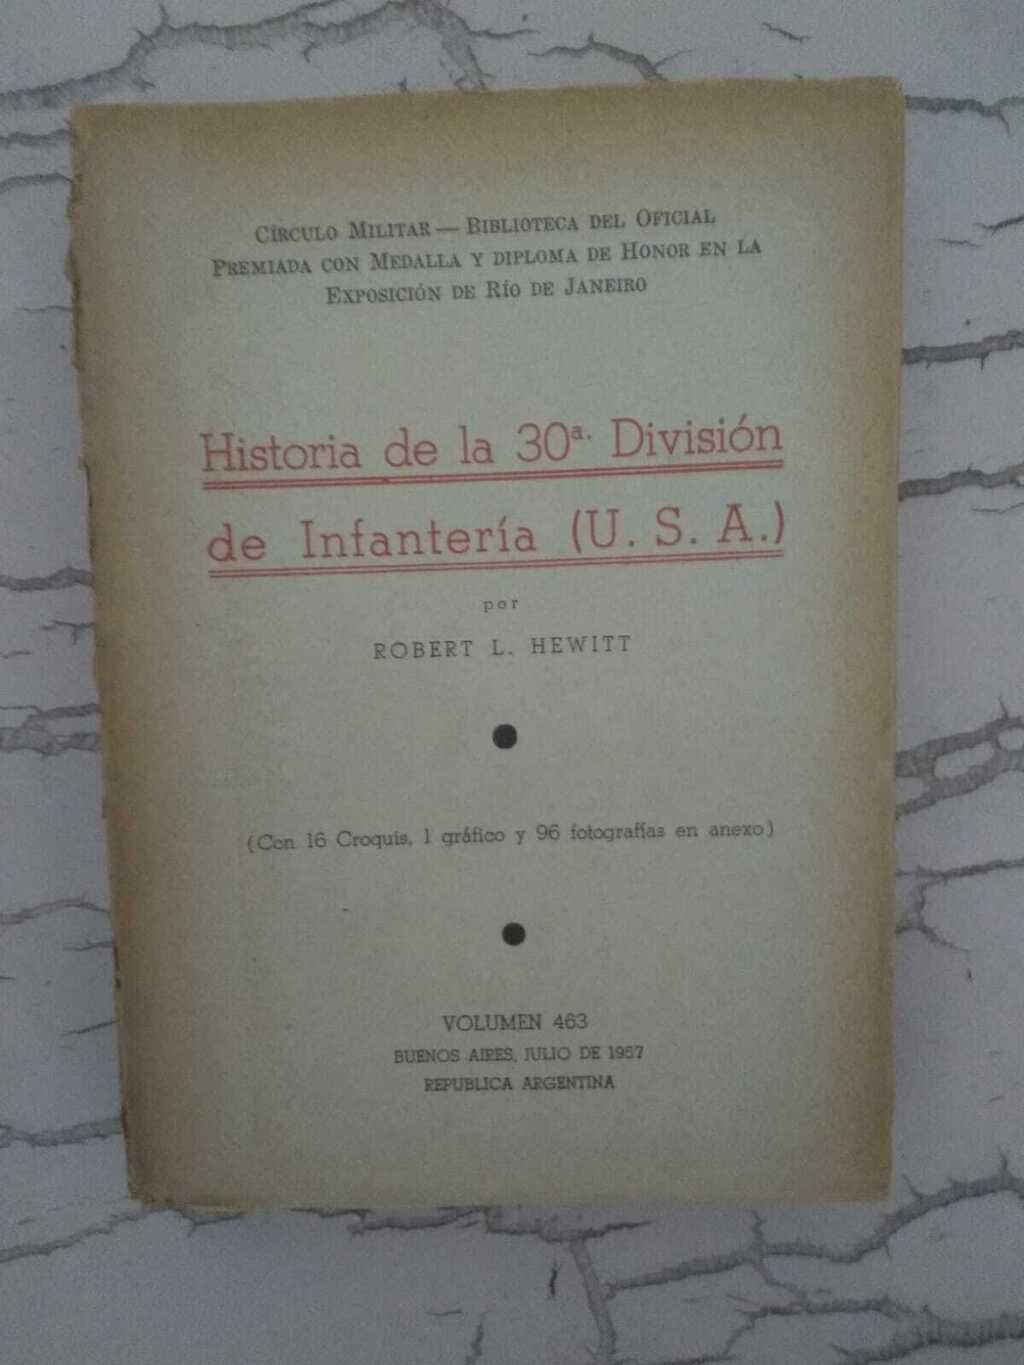 CÍRCULO MILITAR — BIBLIOTECA DEL OFICIAL
PREMIADA CON MEDALLA Y DIPLOMA DE HONOR EN LA
EXPOSICIÓN DE RÍO DE JANEIRO
Historia de la 30ª. División
de Infantería (U. S. A.)
por
ROBERT L. HEWITT
(Con 16 Croquis, 1 gráfico y 96 fotografías en anexo)
VOLUMEN 463
BUENOS AIRES, JULIO DE 1957
REPUBLICA ARGENTINA